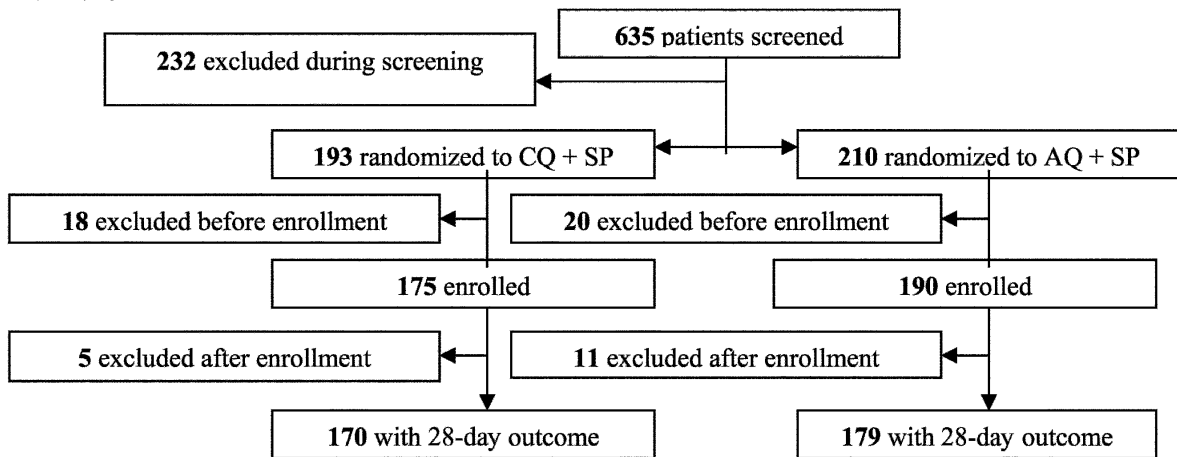 635 patients screened
232 excluded during screening
193 randomized to CQ + SP
210 randomized to AQ + SP
18 excluded before enrollment
20 excluded before enrollment
175 enrolled
190 enrolled
5 excluded after enrollment
11 excluded after enrollment
170 with 28-day outcome
179 with 28-day outcome